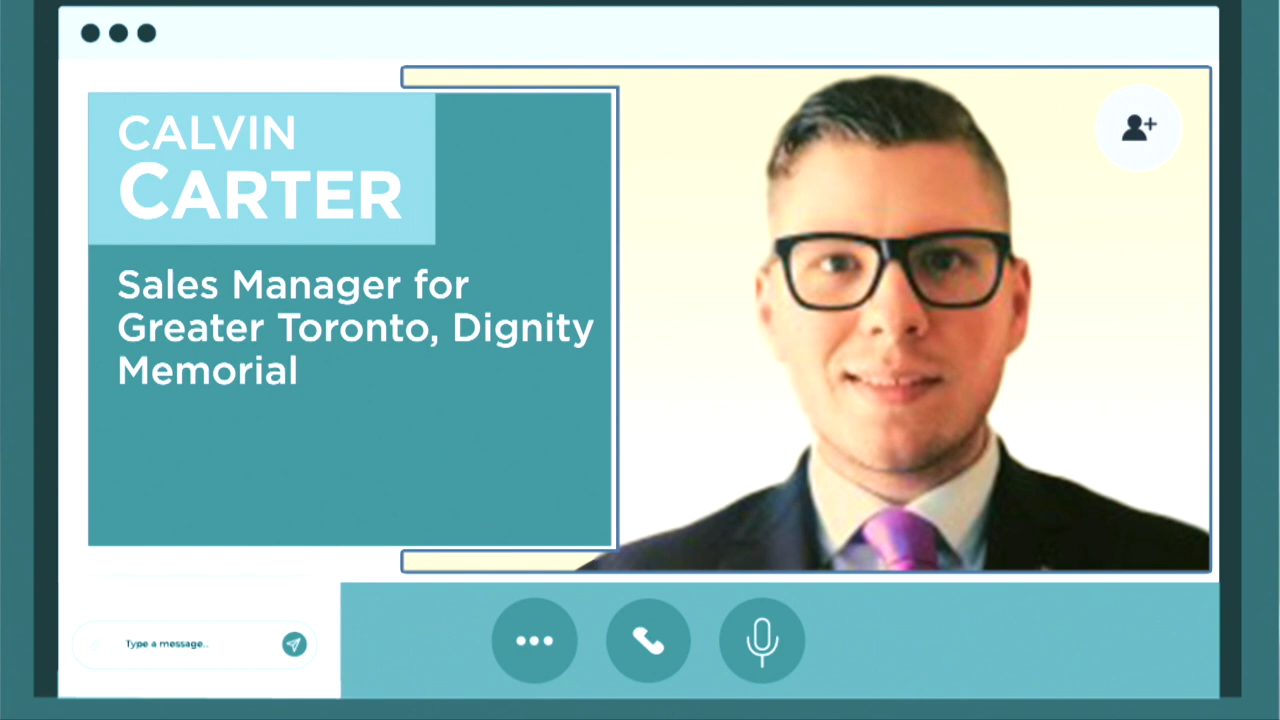 CALVIN
CARTER
Sales Manager for
Greater Toronto, Dignity
Memorial
Type a message..